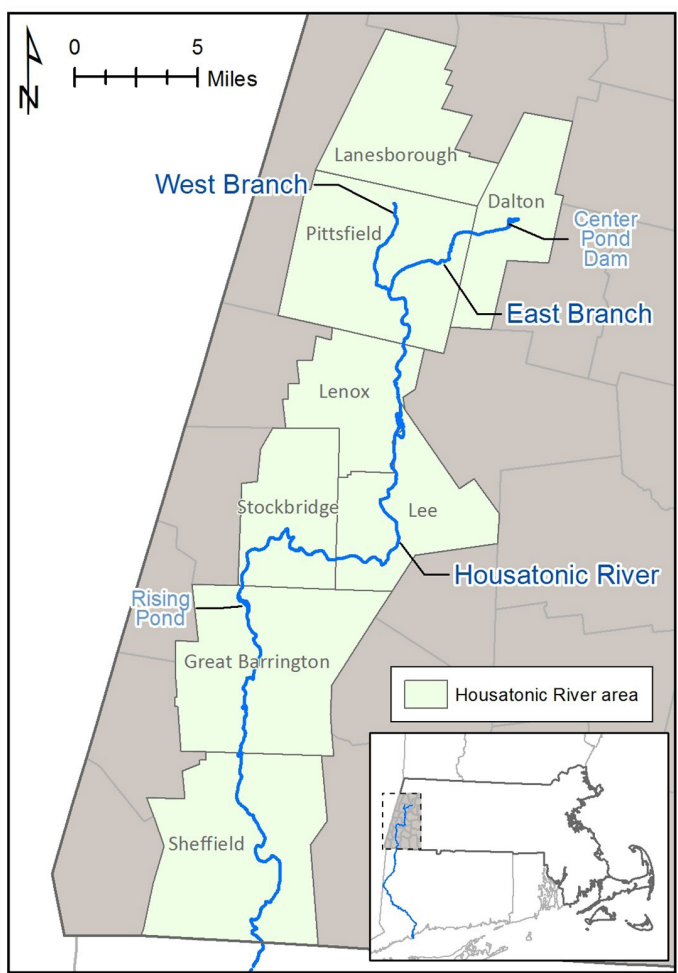 0 5
Miles
N
Lanesborough
West Branch
Dalton
Center
Pond
Dam
Pittsfield
East Branch
Lenox
Stockbridge
Lee
Housatonic River
Rising
Pond
Great Barrington
Housatonic River area
Sheffield